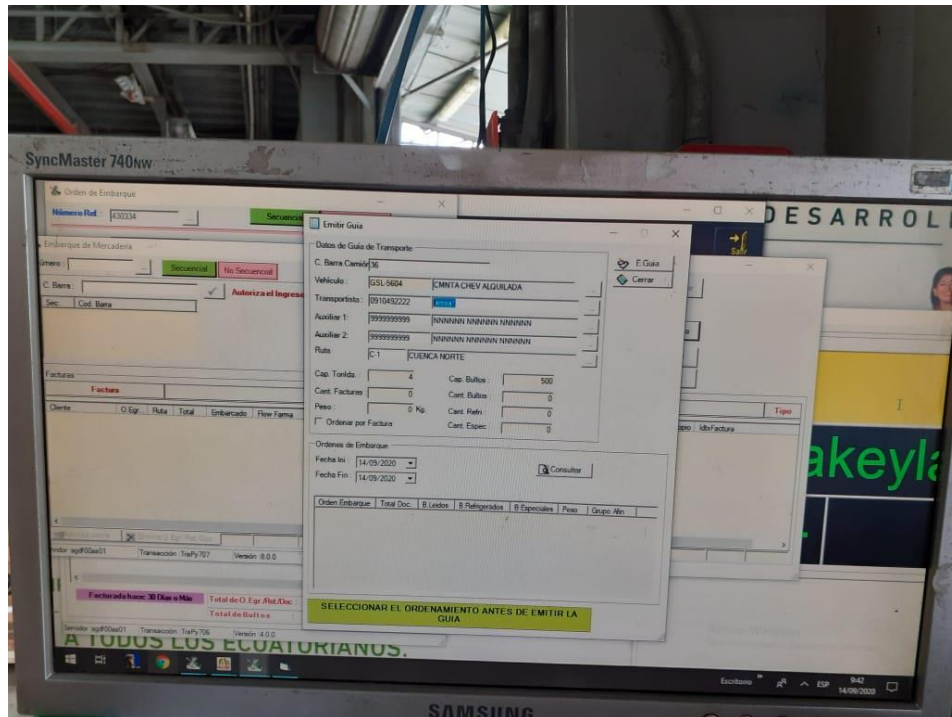 SyncMaster 740NW
Orden de Embarque
Número Ref.: 430334
DESARROL
Salir
Embarque de Mercadería
Secuencial
No Secuencial
C. Barra :
Autoriza el Ingreso
Sec. Cod. Barra
Facturas
Factura
Tipo
Cliente O.Egr. Ruta Total Embarcado Flow Farma
IdtxFactura
Emitir Guia
Datos de Guia de Transporte
C. Barra Camión 36
E.Guia
Cerrar
Vehículo : GSL-5604 CMNTA CHEV ALQUILADA
Transportista : 0910492222
Auxiliar 1: 9999999999 NNNNNN NNNNNN NNNNNN
Auxiliar 2: 9999999999 NNNNNN NNNNNN NNNNNN
Ruta C-1 CUENCA NORTE
Cap. Tonlda. 4 Cap. Bultos : 500
Cant. Facturas 0 Cant. Bultos 0
Peso : 0 Kg. Cant. Refri : 0
Ordenar por Factura Cant. Espec: 0
Ordenes de Embarque
Fecha Ini : 14/09/2020
Consultar
Fecha Fin : 14/09/2020
Orden Embarque Total Doc. B.Leidos B.Refrigerados B.Especiales Peso Grupo Afin
SELECCIONAR EL ORDENAMIENTO ANTES DE EMITIR LA
GUIA
akeyla
Transacción :TraPy707 Versión :8.0.0
Facturada hace: 30 Días o Más
Total de O.Egr./Ret./Doc
Total de Bultos
Transacción :TraPy706 Versión :4.0.0
A TODOS LOS ECUATORIANOS.
Escritorio
ESP
9:42
14/09/2020
SAMSUNG